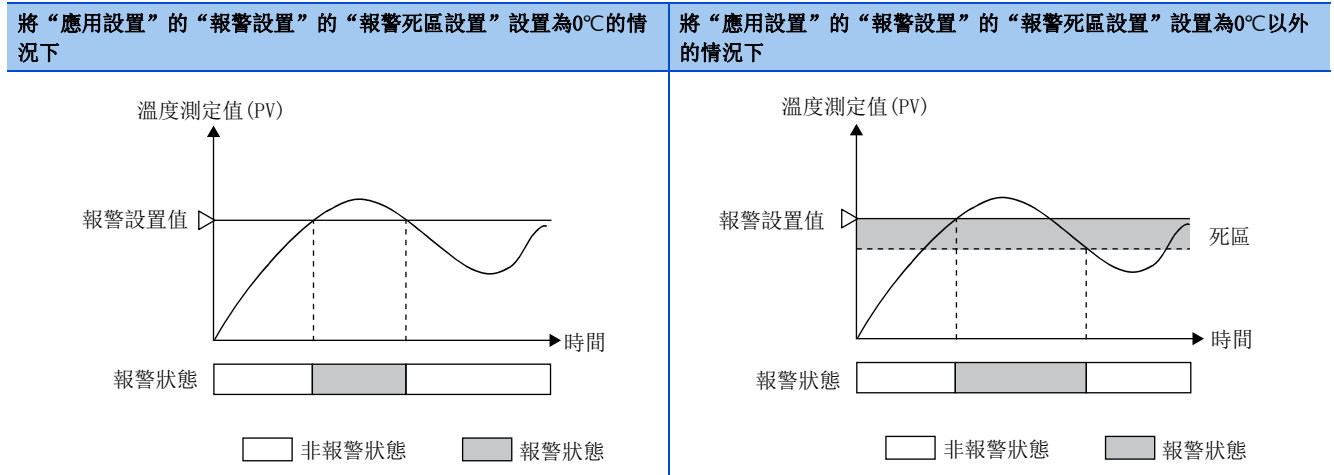 將“應用設置”的“報警設置”的“報警死區設置”設置為0℃的情
況下
將“應用設置”的“報警設置”的“報警死區設置”設置為0℃以外
的情況下
溫度測定值(PV)
報警設置值
時間
報警狀態
非報警狀態
報警狀態
溫度測定值(PV)
報警設置值
死區
時間
報警狀態
非報警狀態
報警狀態